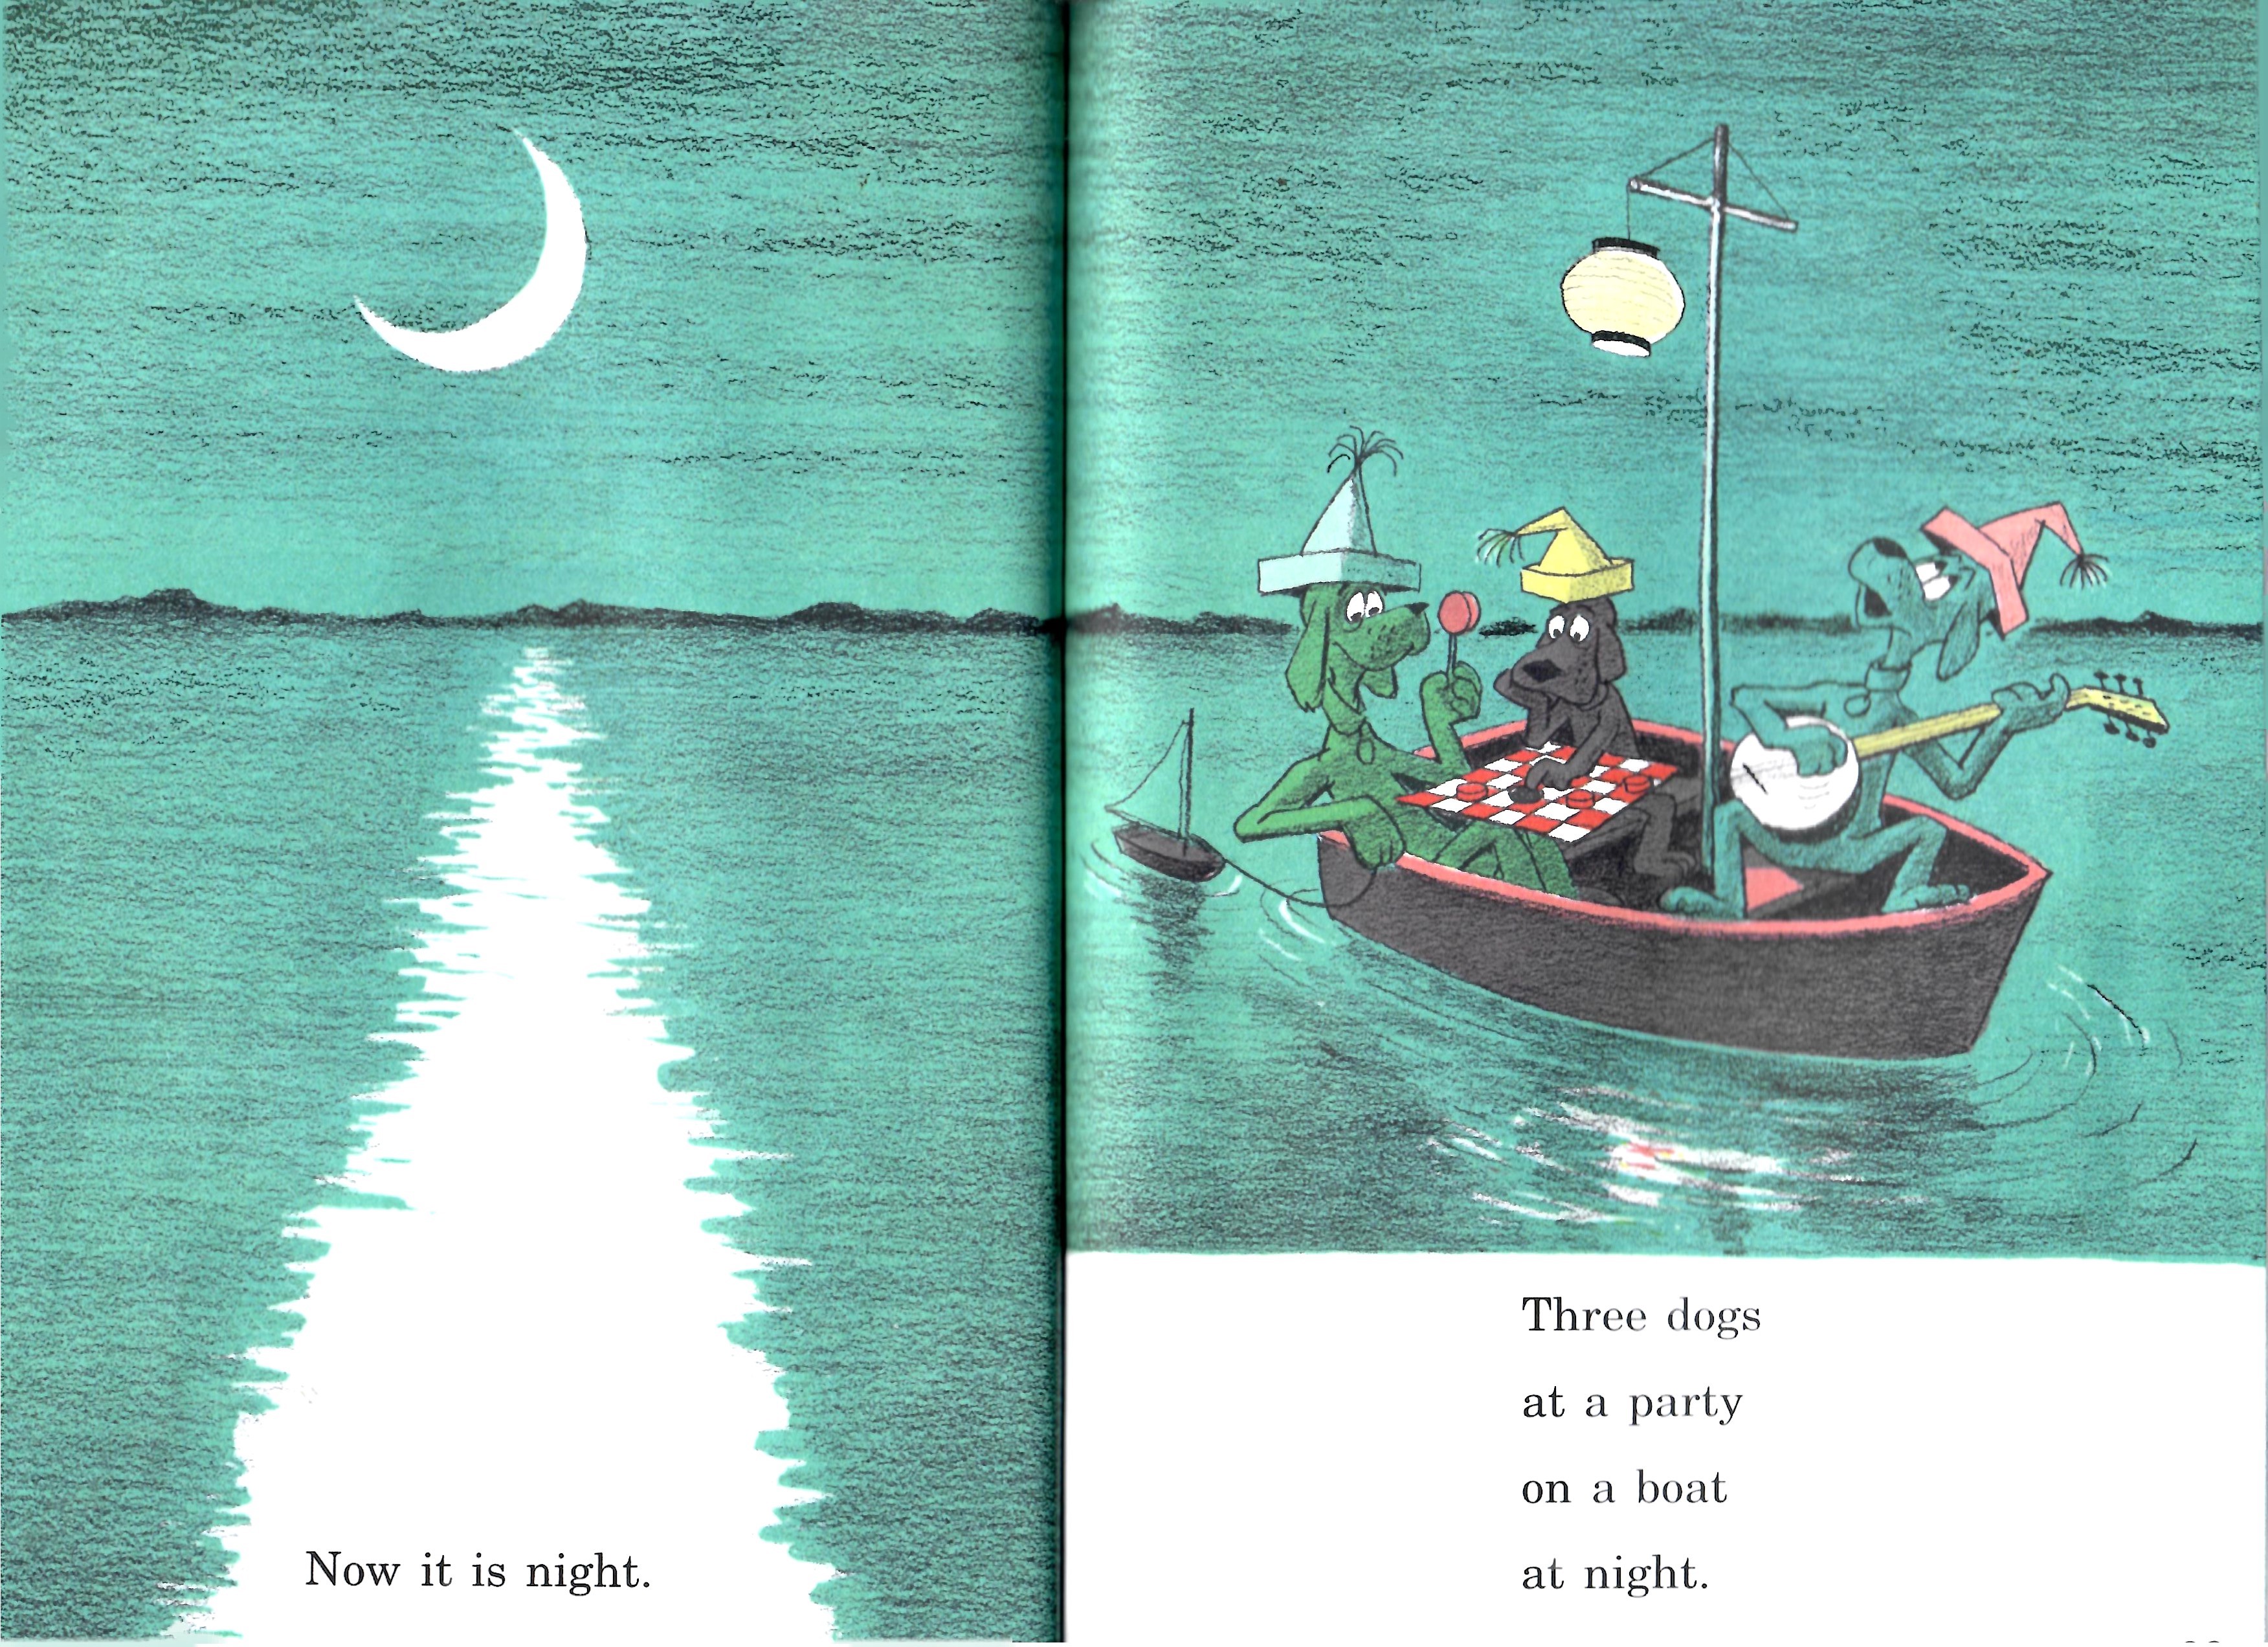 Now it is night.
Three dogs
at a party
on a boat
at night.